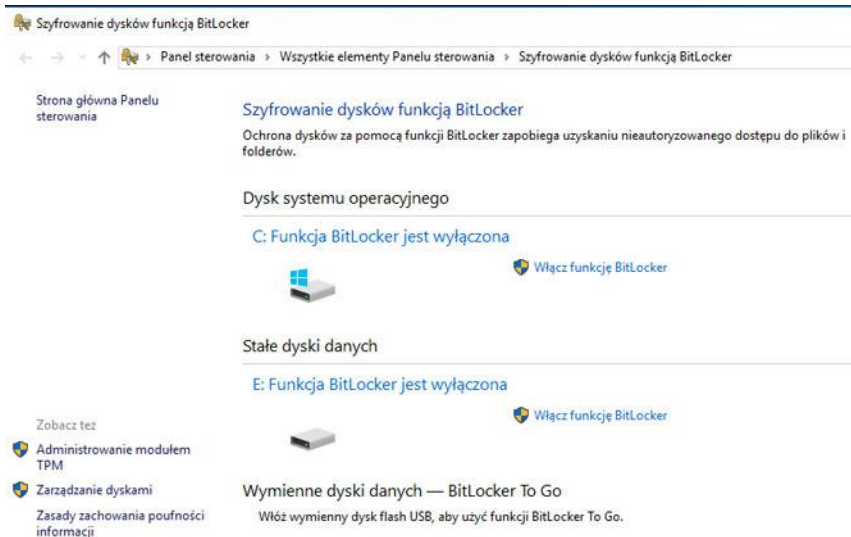 Szyfrowanie dysków funkcją BitLocker
Panel sterowania > Wszystkie elementy Panelu sterowania > Szyfrowanie dysków funkcją BitLocker
Strona główna Panelu
sterowania
Szyfrowanie dysków funkcją BitLocker
Ochrona dysków za pomocą funkcji BitLocker zapobiega uzyskaniu nieautoryzowanego dostępu do plików i
folderów.
Dysk systemu operacyjnego
C: Funkcja BitLocker jest wyłączona
Włącz funkcję BitLocker
Stałe dyski danych
E: Funkcja BitLocker jest wyłączona
Włącz funkcję BitLocker
Zobacz też
Administrowanie modułem
TPM
Zarządzanie dyskami
Zasady zachowania poufności
informacji
Wymienne dyski danych — BitLocker To Go
Włóż wymienny dysk flash USB, aby użyć funkcji BitLocker To Go.